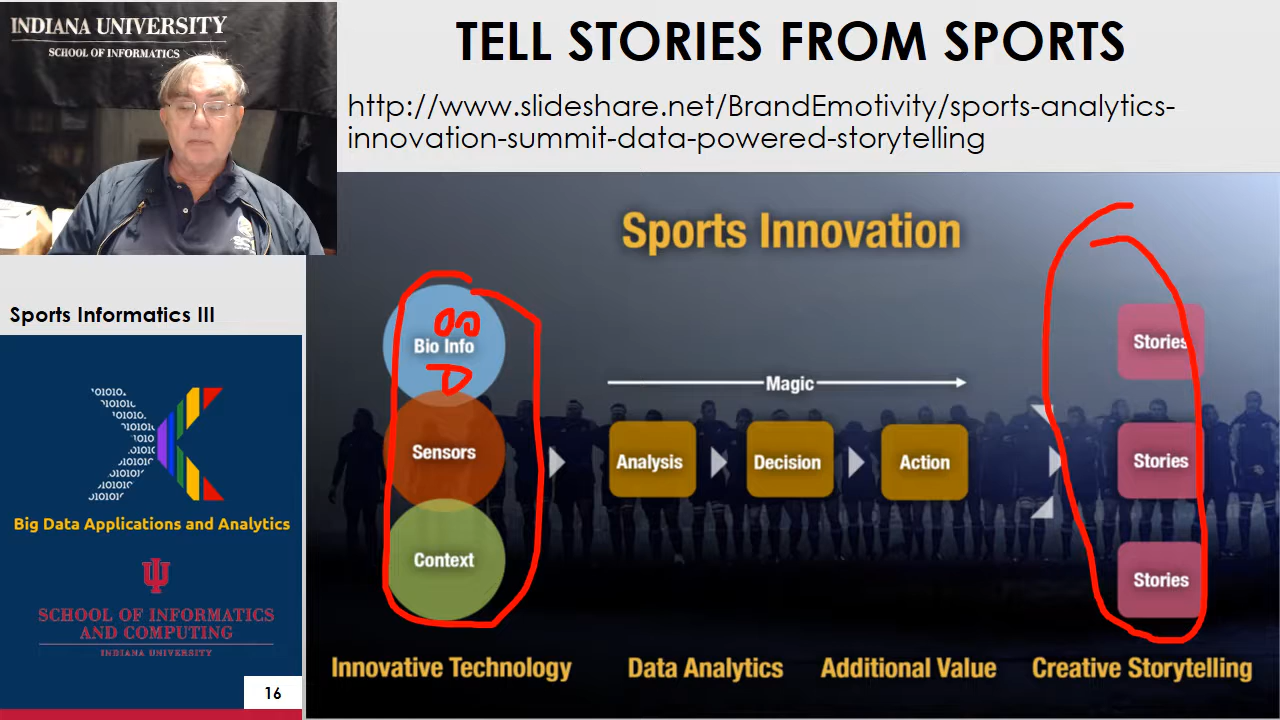 INDIANA UNIVERSITY
SCHOOL OF INFORMATICS
TELL STORIES FROM SPORTS
http://www.slideshare.net/BrandEmotivity/sports-analytics-
innovation-summit-data-powered-storytelling
Sports Informatics III
Big Data Applications and Analytics
SCHOOL OF INFORMATICS
AND COMPUTING
INDIANA UNIVERSITY
16
Sports Innovation
Bio Info
Sensors
Context
Magic
Analysis
Decision
Action
Stories
Stories
Stories
Innovative Technology
Data Analytics
Additional Value
Creative Storytelling